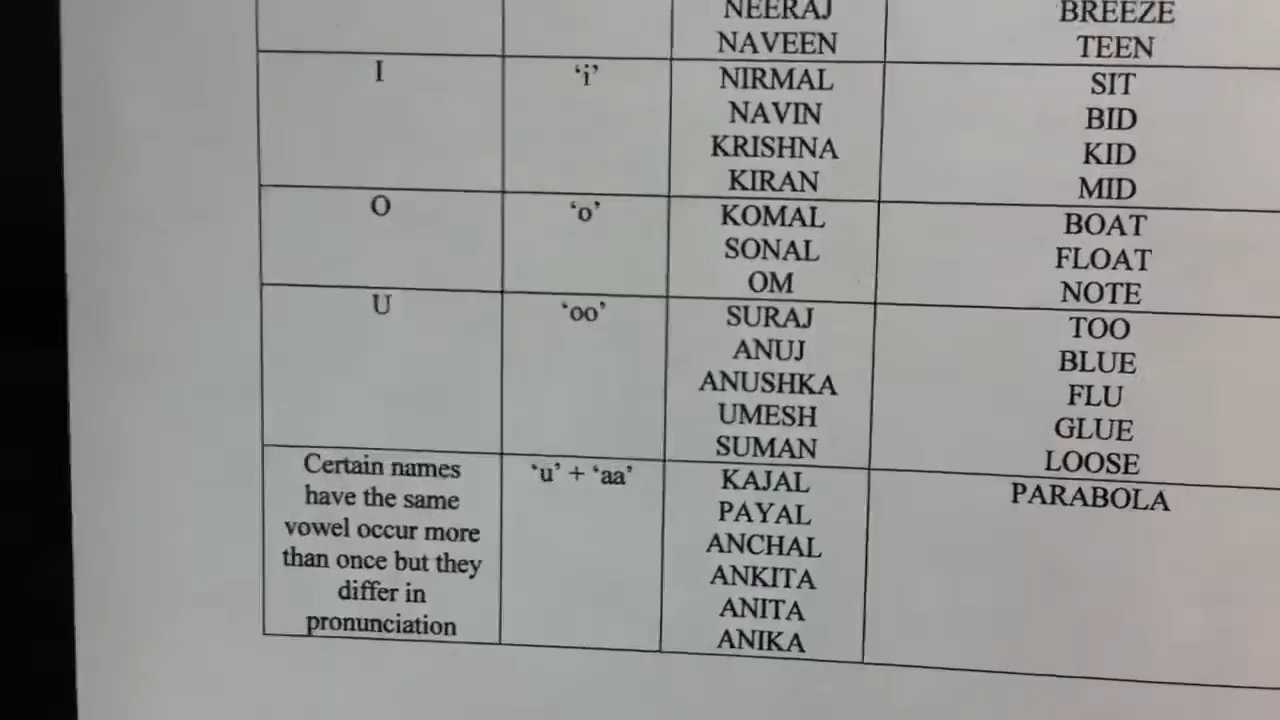 NEERAJ BREEZE
NAVEEN TEEN
I 'i' NIRMAL SIT
NAVIN BID
KRISHNA KID
KIRAN MID
O 'o' KOMAL BOAT
SONAL FLOAT
OM NOTE
U 'oo' SURAJ TOO
ANUJ BLUE
ANUSHKA FLU
UMESH GLUE
SUMAN LOOSE
Certain names 'u' + 'aa' KAJAL PARABOLA
have the same PAYAL
vowel occur more ANCHAL
than once but they ANKITA
differ in ANITA
pronunciation ANIKA